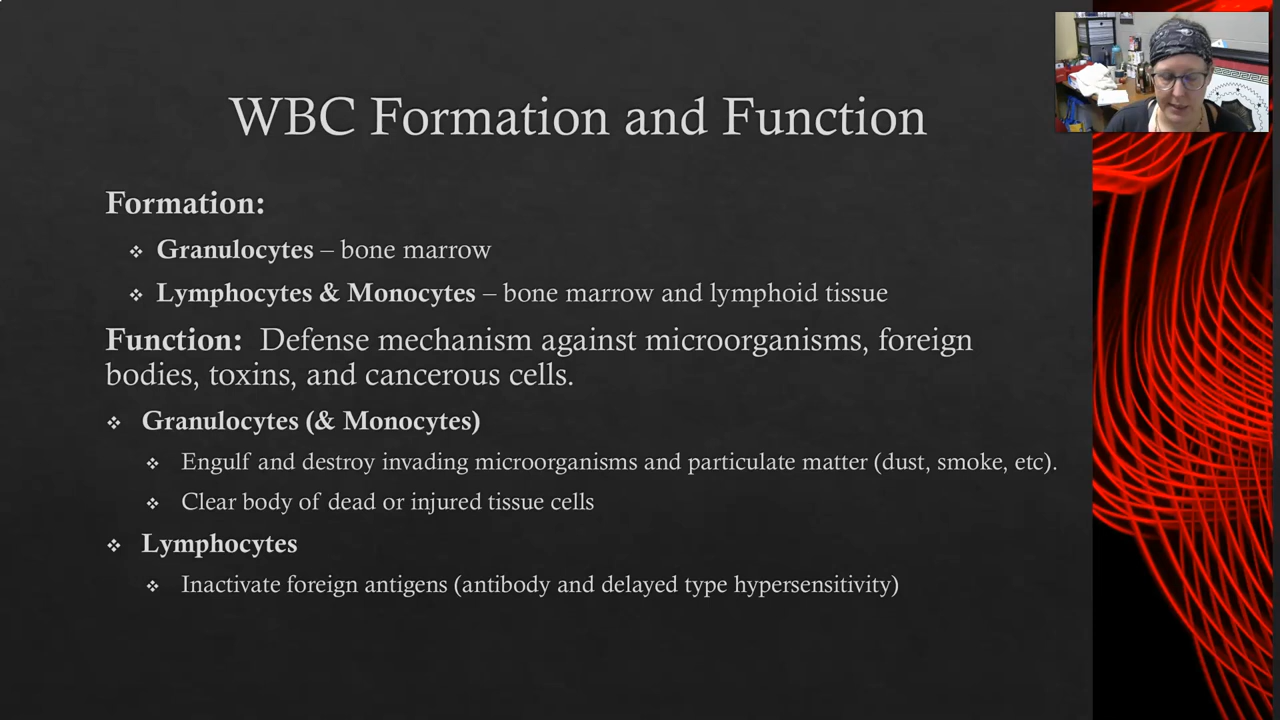 WBC Formation and Function
Formation:
❖ Granulocytes – bone marrow
❖ Lymphocytes & Monocytes – bone marrow and lymphoid tissue
Function: Defense mechanism against microorganisms, foreign
bodies, toxins, and cancerous cells.
❖ Granulocytes (& Monocytes)
❖ Engulf and destroy invading microorganisms and particulate matter (dust, smoke, etc).
❖ Clear body of dead or injured tissue cells
❖ Lymphocytes
❖ Inactivate foreign antigens (antibody and delayed type hypersensitivity)